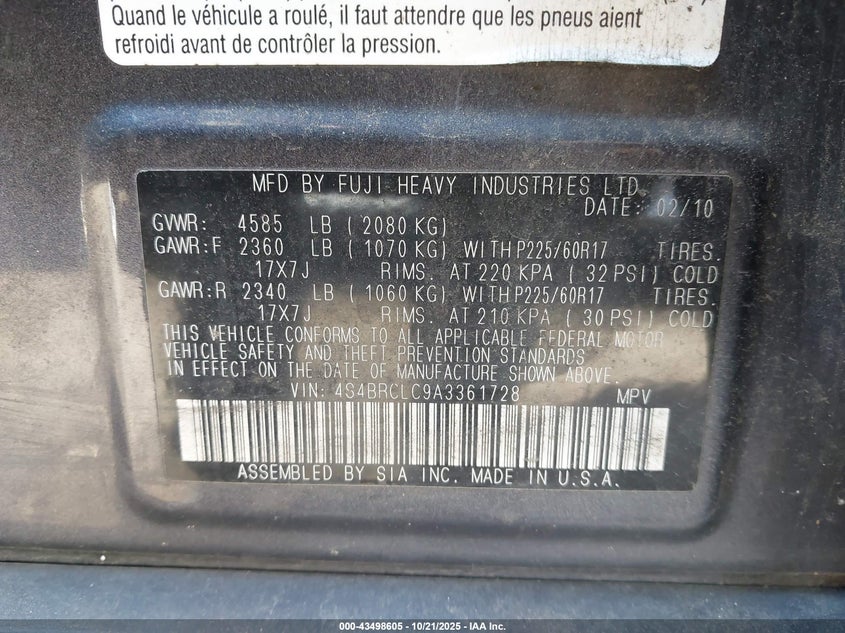 Quand le véhicule a roulé, il faut attendre que les pneus aient
refroidi avant de contrôler la pression.
MFD BY FUJI HEAVY INDUSTRIES LTD.
DATE: 02/10
GVWR: 4585 LB ( 2080 KG)
GAWR:F 2360 LB ( 1070 KG) WITH P225/60R17 TIRES.
17X7J RIMS. AT 220 KPA ( 32 PSI) COLD
GAWR:R 2340 LB ( 1060 KG) WITH P225/60R17 TIRES.
17X7J RIMS. AT 210 KPA ( 30 PSI) COLD
THIS VEHICLE CONFORMS TO ALL APPLICABLE FEDERAL MOTOR
VEHICLE SAFETY AND THEFT PREVENTION STANDARDS
IN EFFECT ON THE DATE OF MANUFACTURE SHOWN ABOVE.
VIN: 4S4BRCLC9A3361728 MPV
ASSEMBLED BY SIA INC. MADE IN U.S.A.
000-43498605 - 10/21/2025 - IAA Inc.